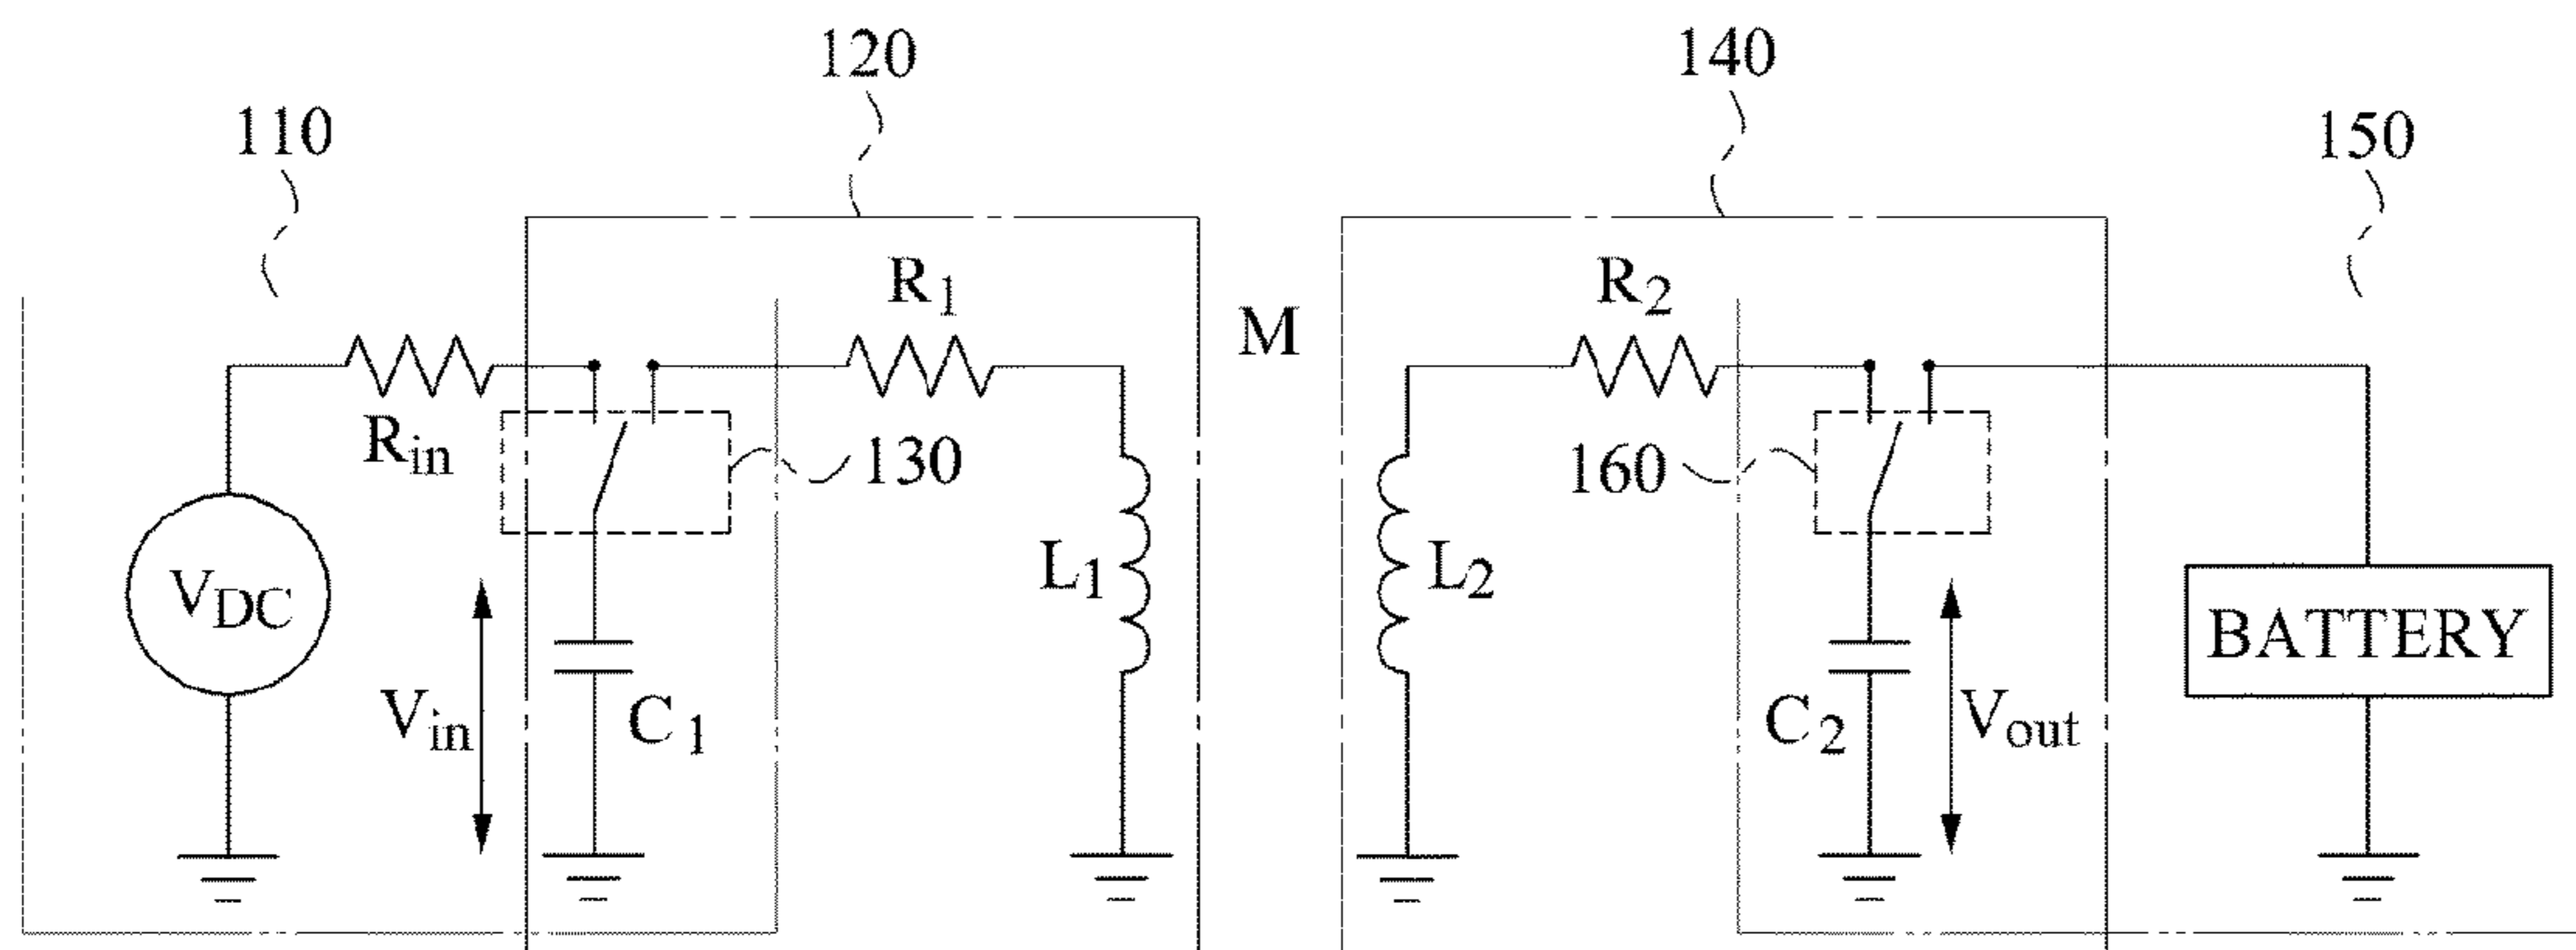 120
140
110
150
R1
R2
M
Rin
130
160
VDC
L1
L2
BATTERY
Vin
C1
C2
Vout